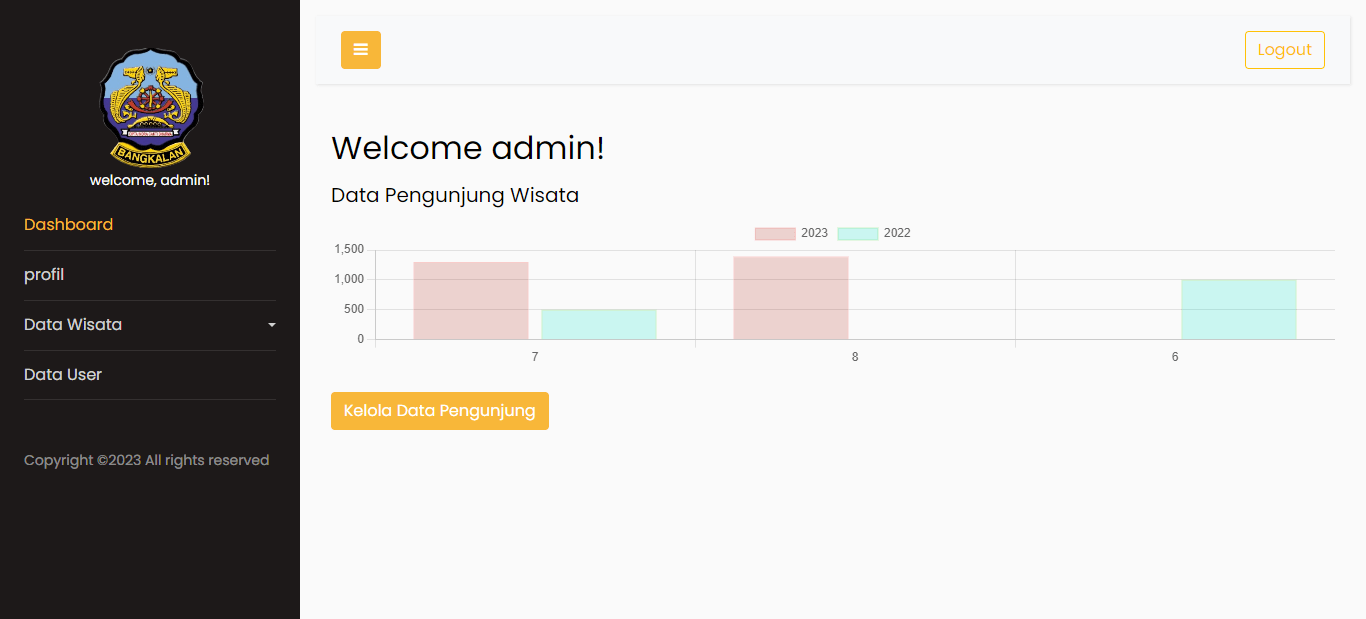 BANGKALAN
welcome, admin!
Dashboard
profil
Data Wisata
Data User
Copyright ©2023 All rights reserved
Logout
Welcome admin!
Data Pengunjung Wisata
2023 2022
1,500
1,000
500
0
7 8 6
Kelola Data Pengunjung